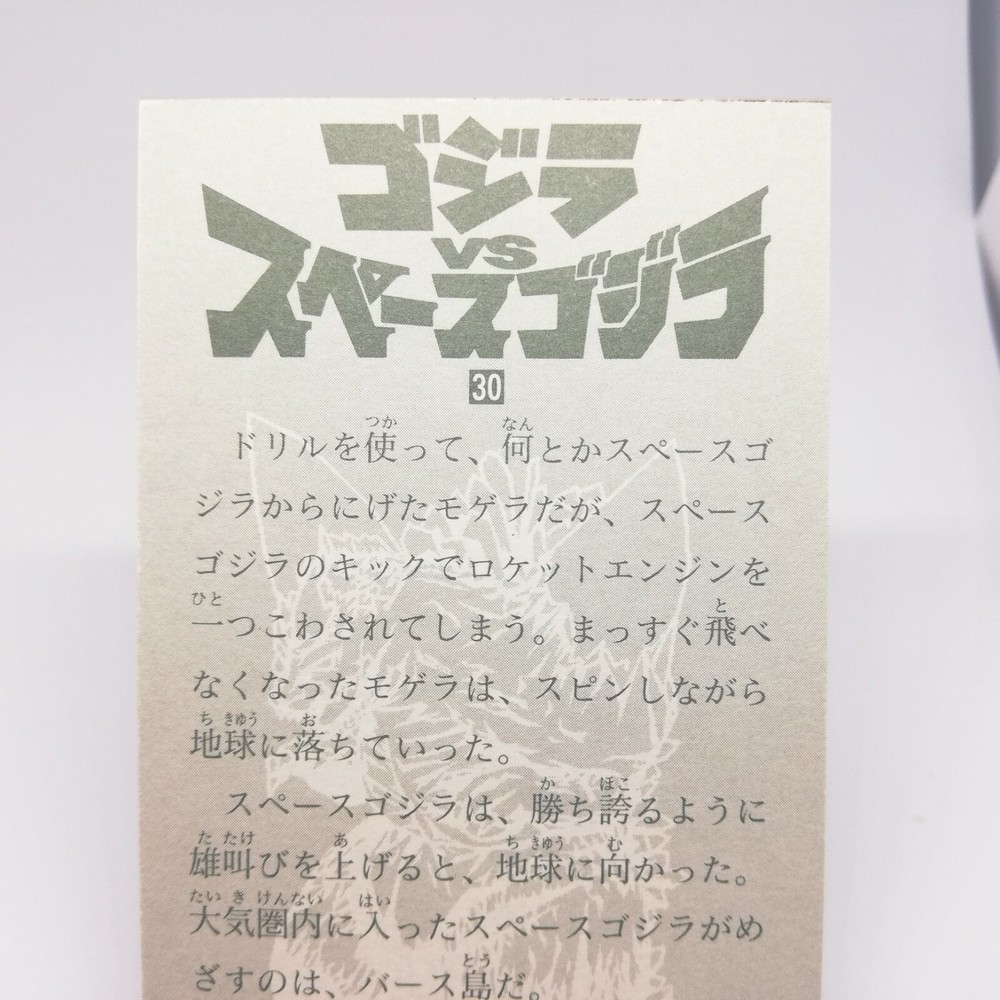 ゴジラ
VS
スペースゴジラ
30
ドリルを使って、何とかスペースゴ
ジラからにげたモゲラだが、スペース
ゴジラのキックでロケットエンジンを
一つこわされてしまう。まっすぐ飛べ
なくなったモゲラは、スピンしながら
地球に落ちていった。
スペースゴジラは、勝ち誇るように
雄叫びを上げると、地球に向かった。
大気圏内に入ったスペースゴジラがめ
ざすのは、バース島だ。